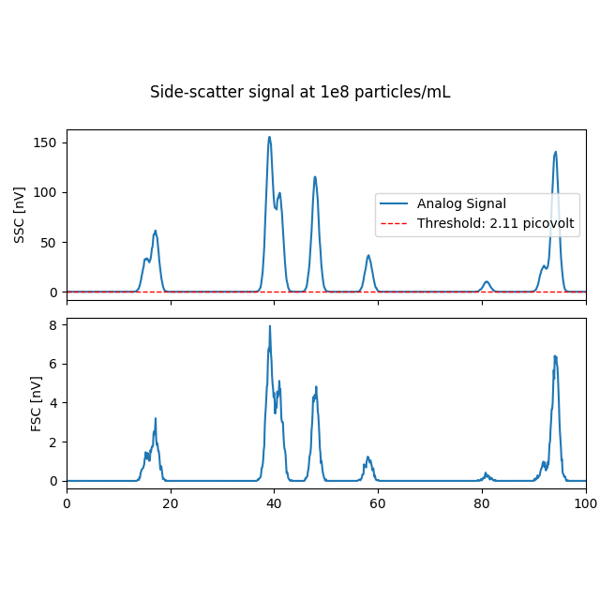 Side-scatter signal at 1e8 particles/mL
150
100
50
0
SSC [nV]
Analog Signal
Threshold: 2.11 picovolt
8
6
4
2
0
FSC [nV]
0 20 40 60 80 100